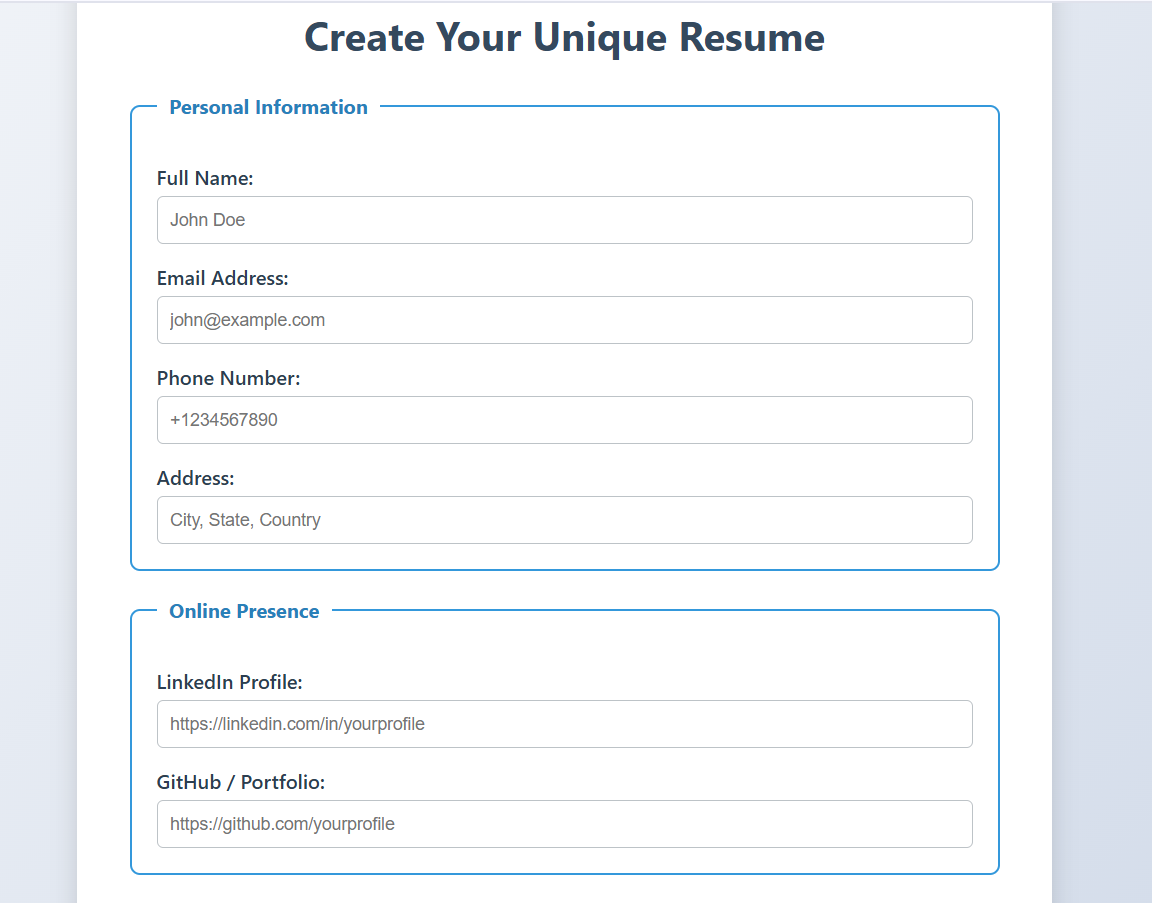 Create Your Unique Resume
Personal Information
Full Name:
John Doe
Email Address:
john@example.com
Phone Number:
+1234567890
Address:
City, State, Country
Online Presence
LinkedIn Profile:
https://linkedin.com/in/yourprofile
GitHub / Portfolio:
https://github.com/yourprofile